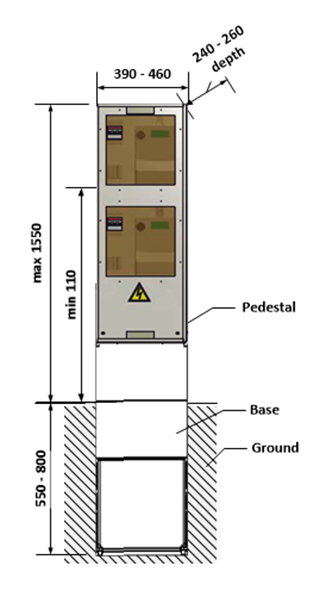 240 - 260
depth
390 - 460
max 1550
min 110
Pedestal
Base
Ground
550 - 800